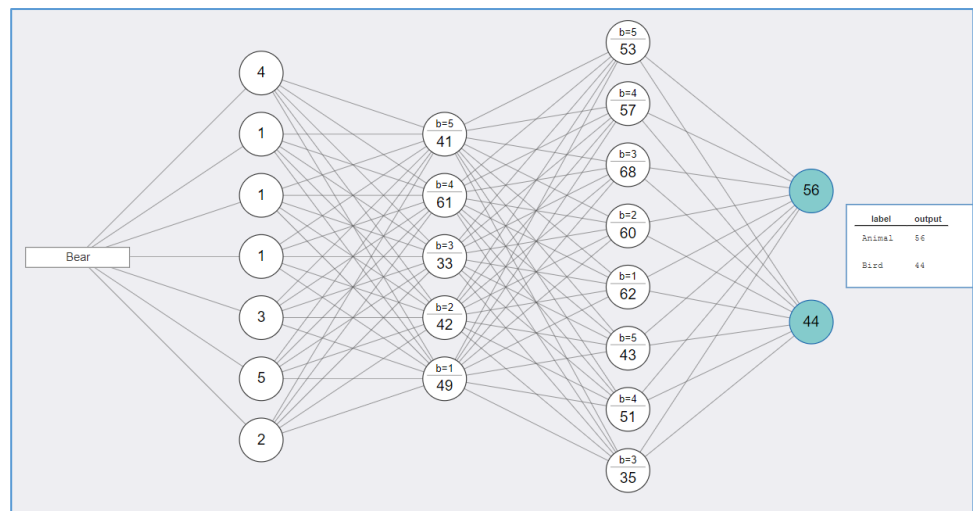 Bear
4
1
1
1
3
5
2
b=5
41
b=4
61
b=3
33
b=2
42
b=1
49
b=5
53
b=4
57
b=3
68
b=2
60
b=1
62
b=5
43
b=4
51
b=3
35
56
44
label output
Animal 56
Bird 44